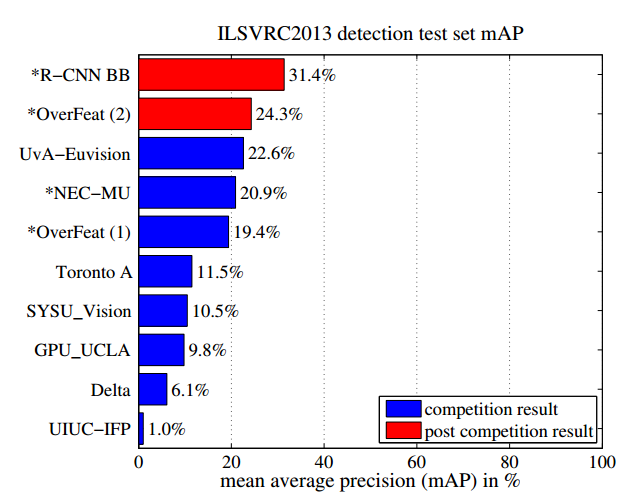 ILSVRC2013 detection test set mAP
*R−CNN BB 31.4%
*OverFeat (2) 24.3%
UvA−Euvision 22.6%
*NEC−MU 20.9%
*OverFeat (1) 19.4%
Toronto A 11.5%
SYSU_Vision 10.5%
GPU_UCLA 9.8%
Delta 6.1%
UIUC−IFP 1.0%
competition result
post competition result
0 20 40 60 80 100
mean average precision (mAP) in %